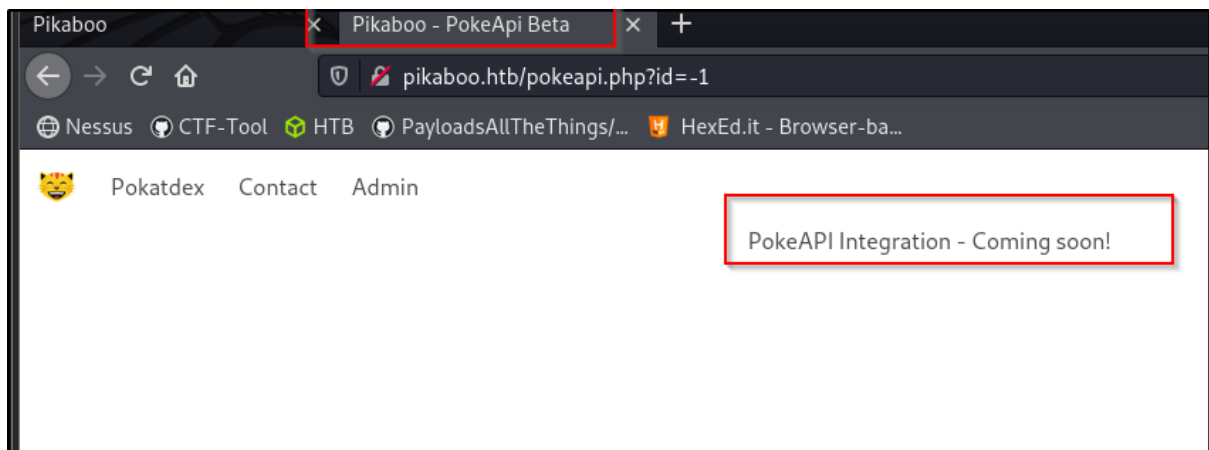 Pikaboo × Pikaboo - PokeApi Beta × +
pikaboo.htb/pokeapi.php?id=-1
Nessus CTF-Tool HTB PayloadsAllTheThings/... HexEd.it - Browser-ba...
Pokatdex Contact Admin
PokeAPI Integration - Coming soon!